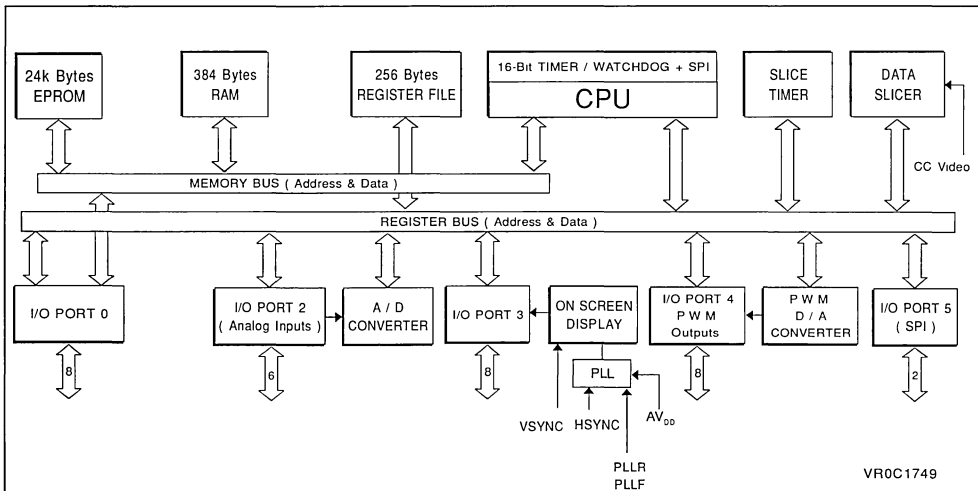 24k Bytes
EPROM
384 Bytes
RAM
256 Bytes
REGISTER FILE
16-Bit TIMER / WATCHDOG + SPI
CPU
SLICE
TIMER
DATA
SLICER
CC Video
MEMORY BUS ( Address & Data )
REGISTER BUS ( Address & Data )
I/O PORT 0
I/O PORT 2
( Analog Inputs )
A / D
CONVERTER
I/O PORT 3
ON SCREEN
DISPLAY
I/O PORT 4
PWM
Outputs
PWM
D / A
CONVERTER
I/O PORT 5
( SPI )
PLL
8
6
8
8
2
VSYNC
HSYNC
AVDD
PLLR
PLLF
VR0C1749